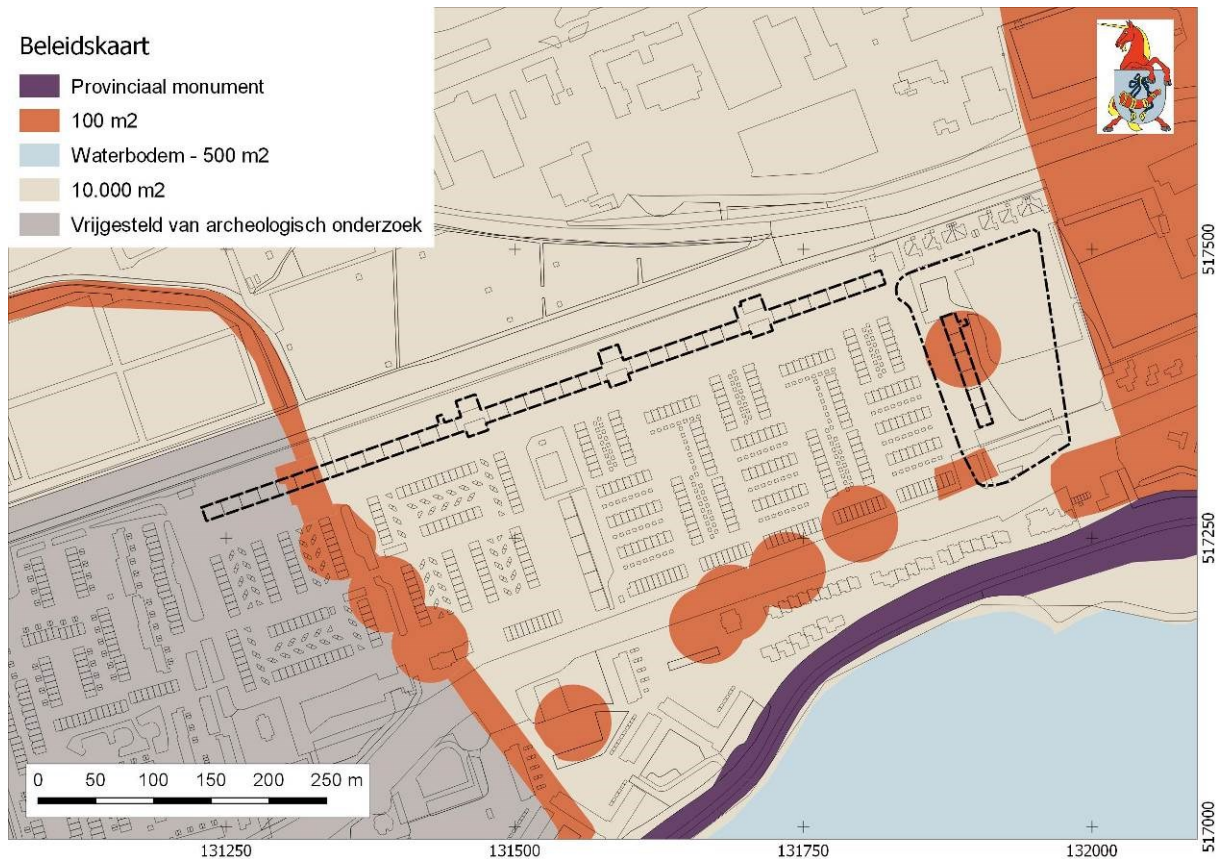 Beleidskaart
Provinciaal monument
100 m2
Waterbodem - 500 m2
10.000 m2
Vrijgesteld van archeologisch onderzoek
517500
517250
0 50 100 150 200 250 m
517000
131250 131500 131750 132000